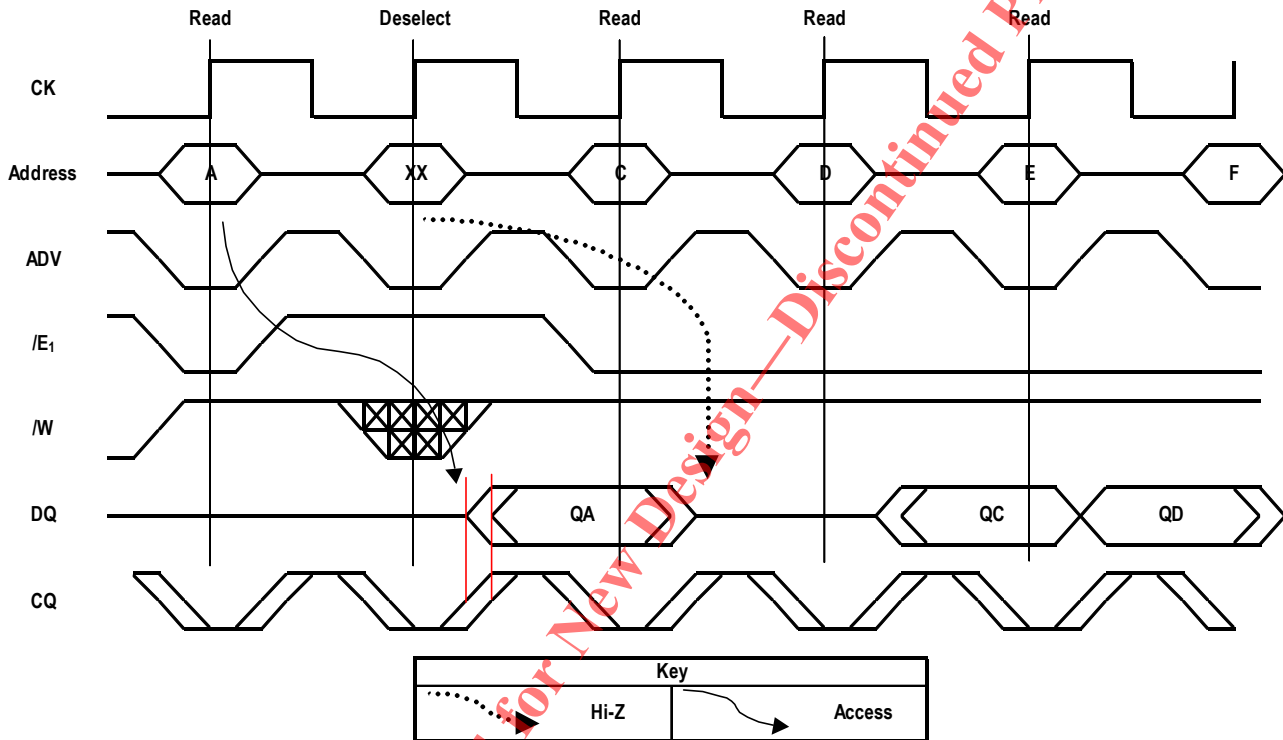 Read Deselect Read Read Read
CK
Address A XX C D E F
ADV
/E1
/W
DQ QA QC QD
CQ
Key
Hi-Z Access
for New Design—Discontinued P